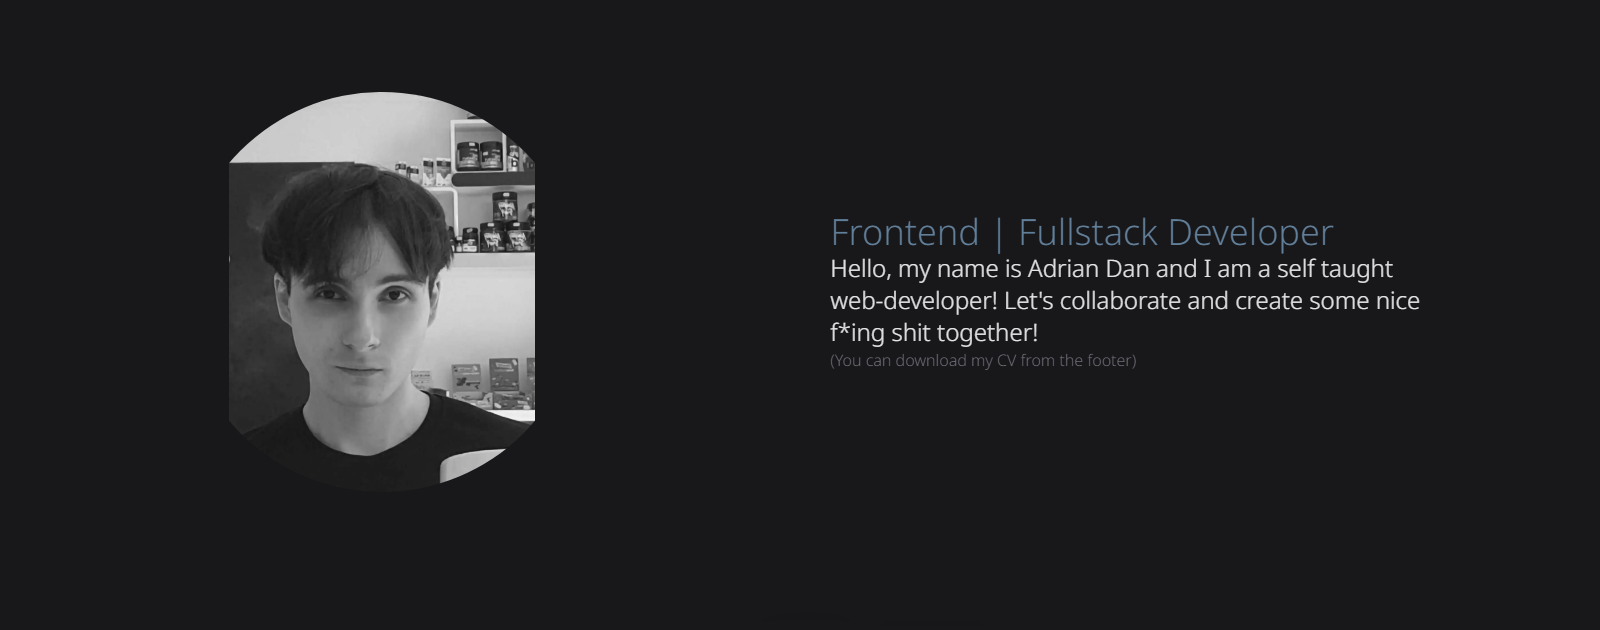 Frontend | Fullstack Developer
Hello, my name is Adrian Dan and I am a self taught
web-developer! Let's collaborate and create some nice
f*ing shit together!
(You can download my CV from the footer)